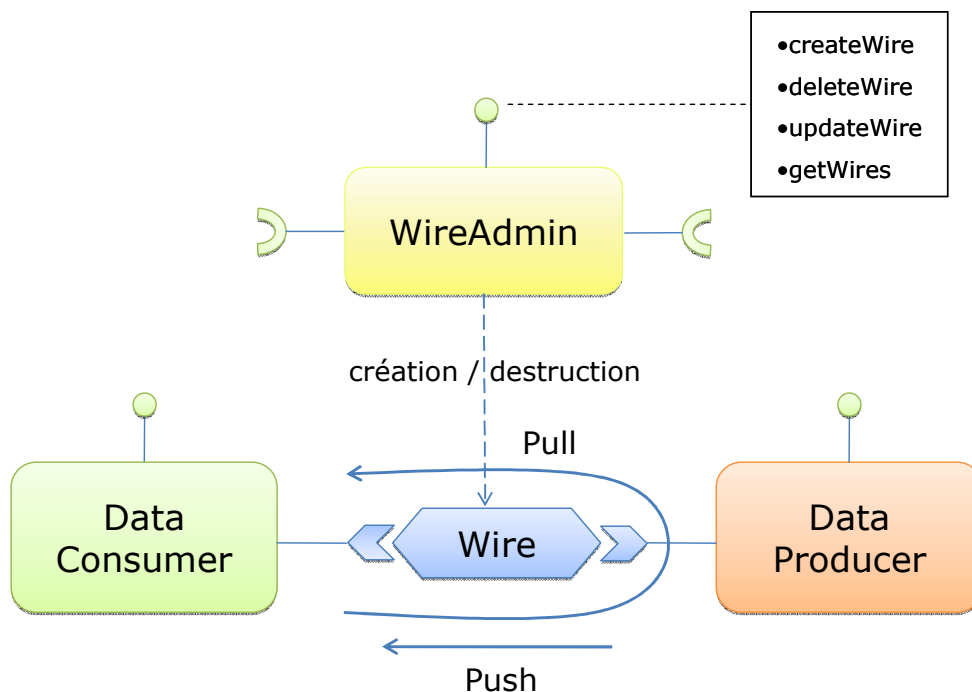 •createWire
•deleteWire
•updateWire
•getWires
WireAdmin
création / destruction
Pull
Data
Consumer
Wire
Data
Producer
Push